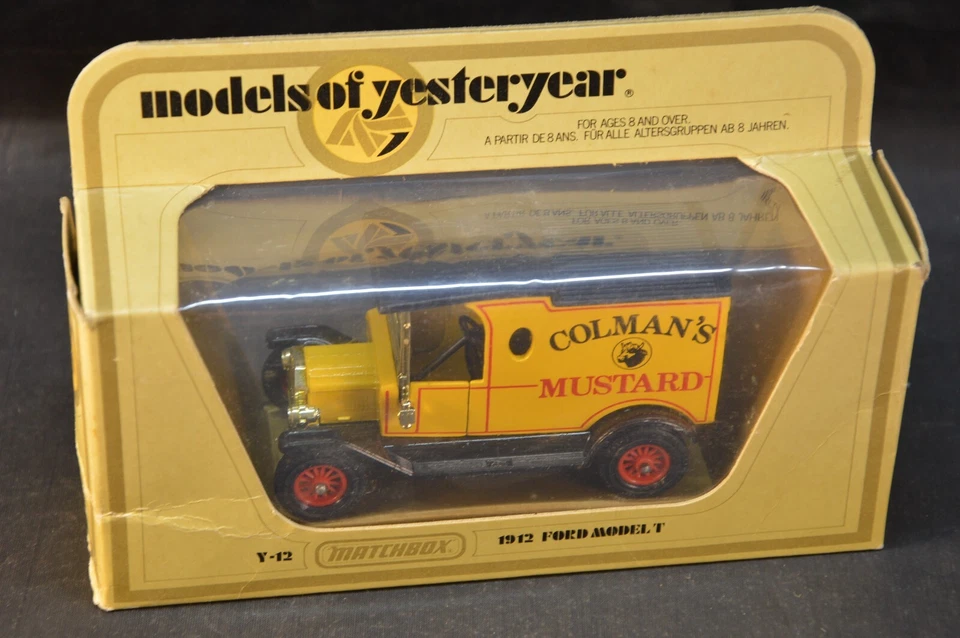 models of yesteryear®
FOR AGES 8 AND OVER.
A PARTIR DE 8 ANS. FÜR ALLE ALTERSGRUPPEN AB 8 JAHREN.
COLMAN'S
MUSTARD
Y-12 MATCHBOX 1912 FORD MODEL T